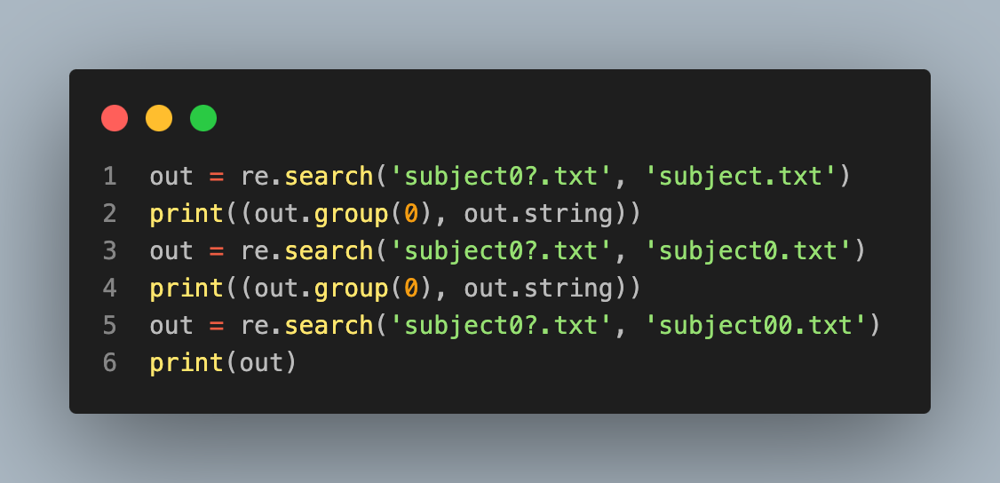 1 out = re.search('subject0?.txt', 'subject.txt')
2 print((out.group(0), out.string))
3 out = re.search('subject0?.txt', 'subject0.txt')
4 print((out.group(0), out.string))
5 out = re.search('subject0?.txt', 'subject00.txt')
6 print(out)